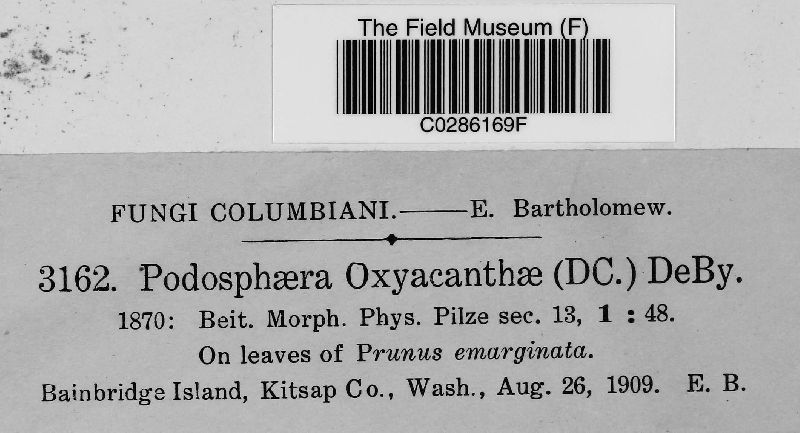 The Field Museum (F)
C0286169F
FUNGI COLUMBIANI.——E. Bartholomew.
3162. Podosphæra Oxyacanthæ (DC.) DeBy.
1870: Beit. Morph. Phys. Pilze sec. 13, 1 : 48.
On leaves of Prunus emarginata.
Bainbridge Island, Kitsap Co., Wash., Aug. 26, 1909. E. B.